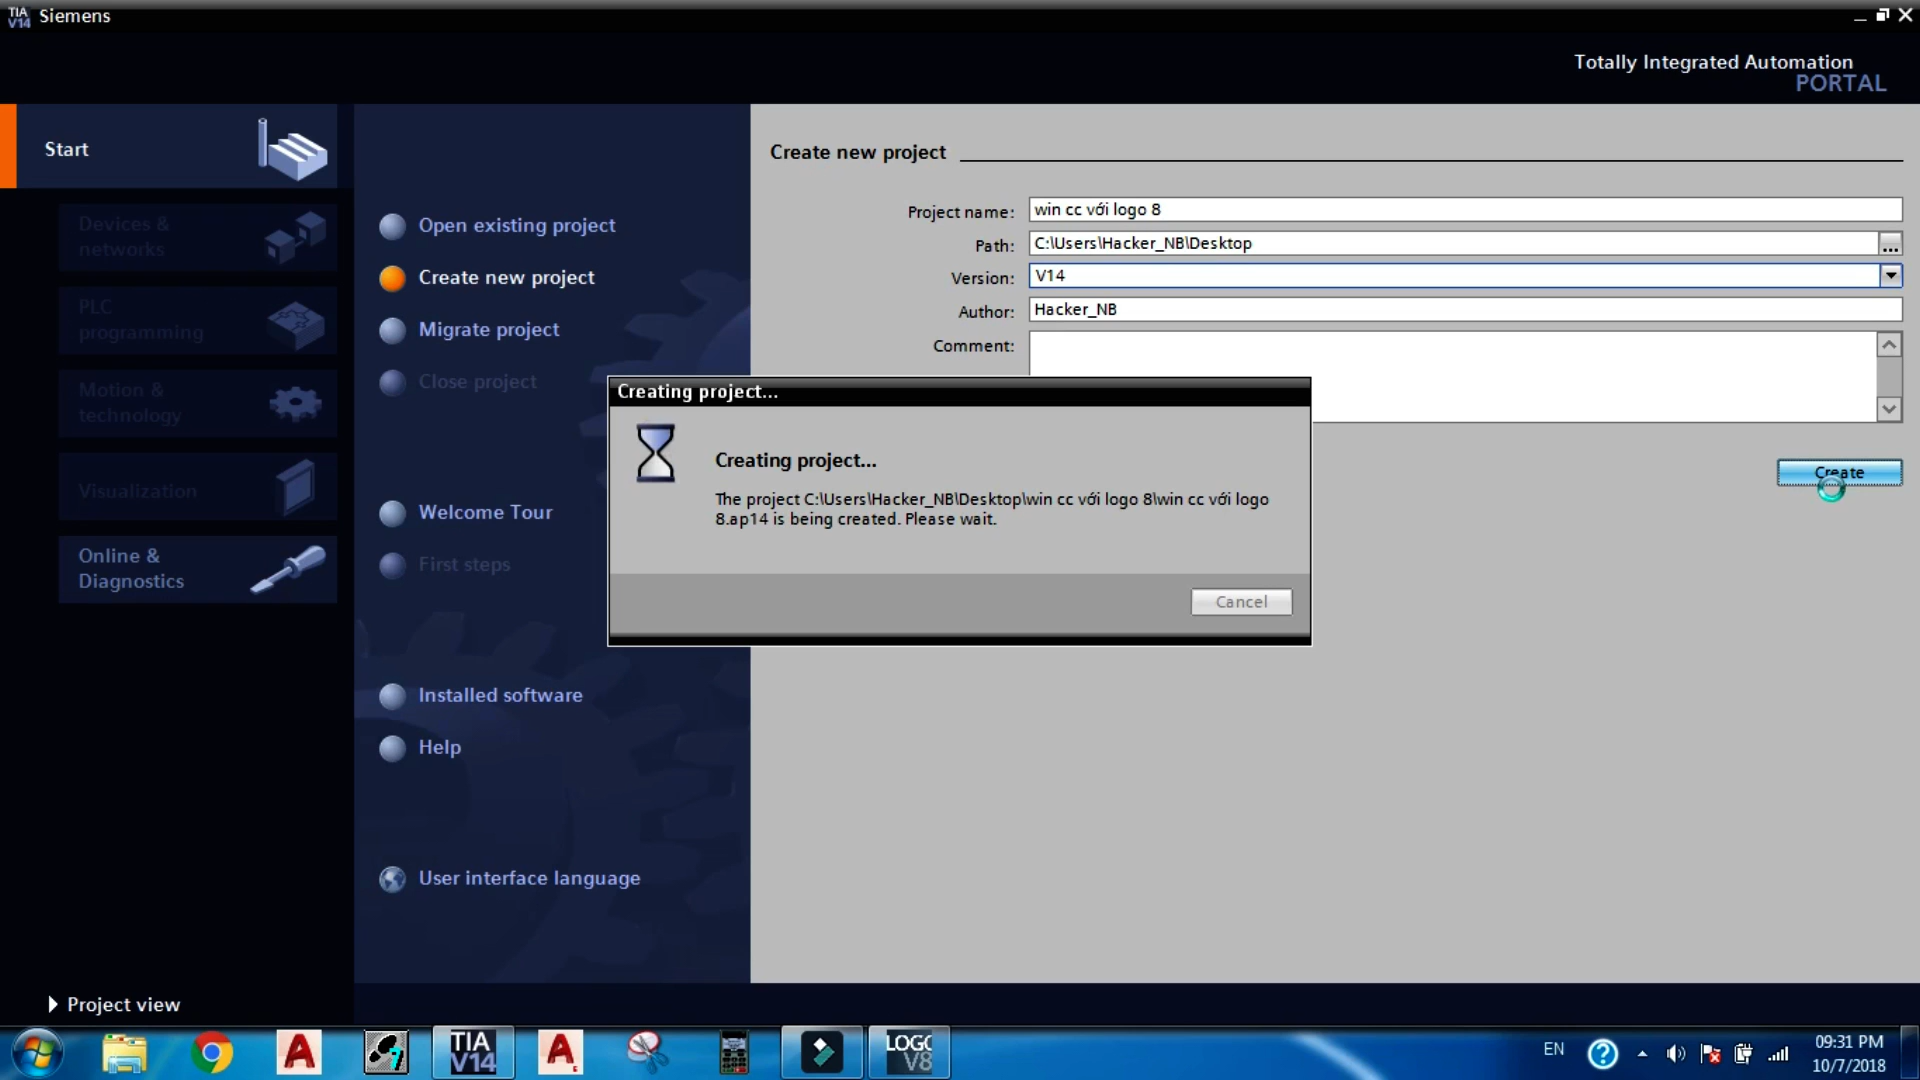 TIA V14 Siemens
Totally Integrated Automation
PORTAL
Start
Devices & networks
PLC programming
Motion & technology
Visualization
Online & Diagnostics
Open existing project
Create new project
Migrate project
Close project
Welcome Tour
First steps
Installed software
Help
User interface language
Create new project
Project name: win cc với logo 8
Path: C:\Users\Hacker_NB\Desktop ...
Version: V14
Author: Hacker_NB
Comment:
Create
Creating project...
Creating project...
The project C:\Users\Hacker_NB\Desktop\win cc với logo 8\win cc với logo
8.ap14 is being created. Please wait.
Cancel
Project view
A
7
TIA
V14
A
LOGO
V8
EN
09:31 PM
10/7/2018